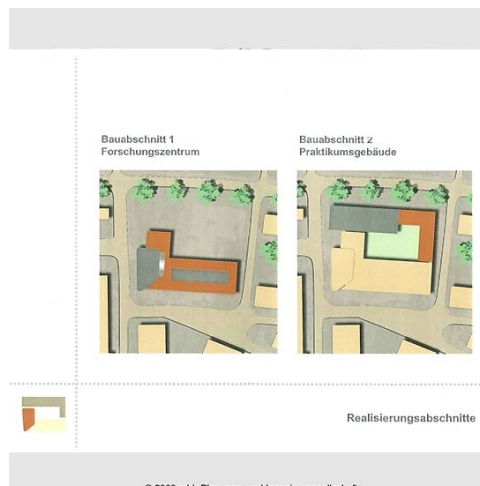 Bauabschnitt 1
Forschungszentrum
Bauabschnitt 2
Praktikumsgebäude
Realisierungsabschnitte